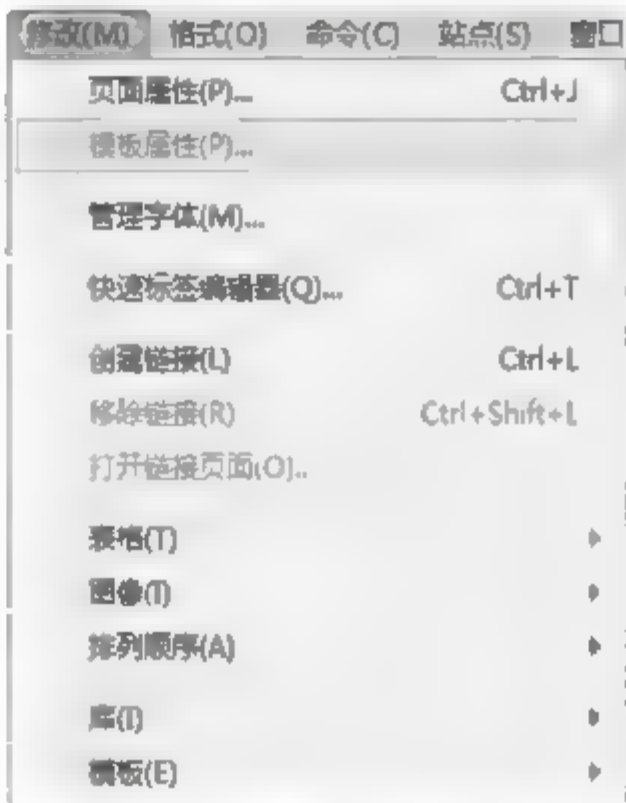 修改(M) 格式(O) 命令(C) 站点(S) 窗口
页面属性(P)... Ctrl+J
模板属性(P)...
管理字体(M)...
快速标签编辑器(Q)... Ctrl+T
创建链接(L) Ctrl+L
移除链接(R) Ctrl+Shift+L
打开链接页面(O)..
表格(T)
图像(I)
排列顺序(A)
库(I)
模板(E)